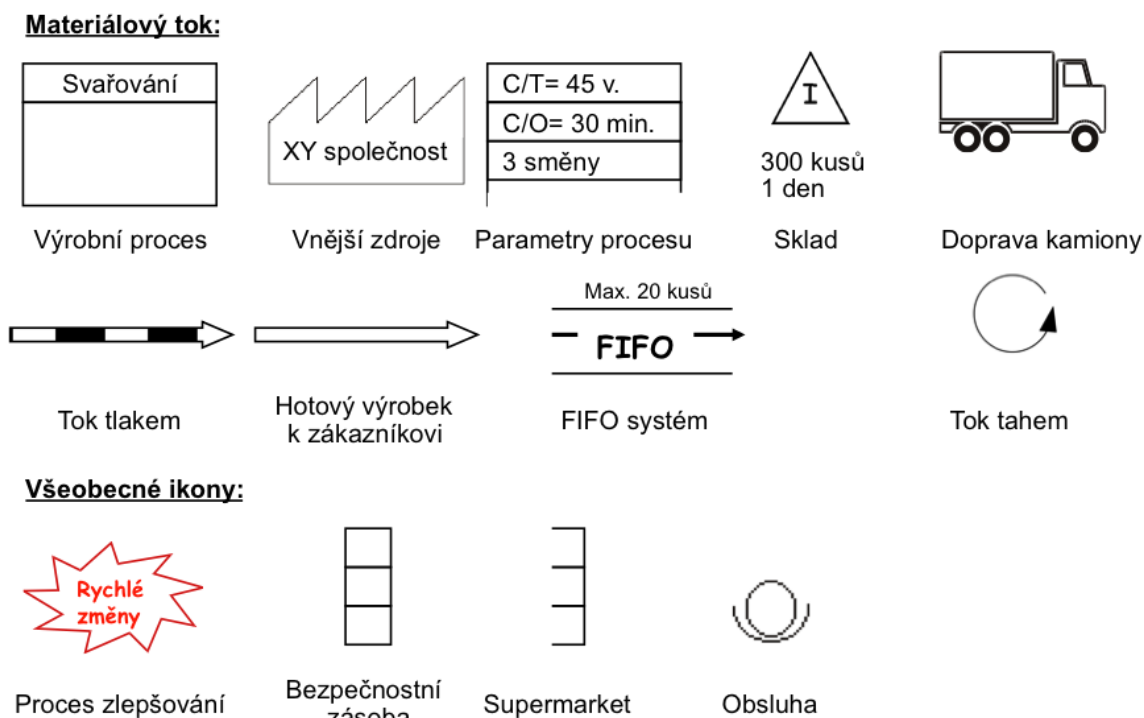 Materiálový tok:
Svařování
XY společnost
C/T= 45 v.
C/O= 30 min.
3 směny
I
300 kusů
1 den
Výrobní proces
Vnější zdroje
Parametry procesu
Sklad
Doprava kamiony
Max. 20 kusů
FIFO
Tok tlakem
Hotový výrobek
k zákazníkovi
FIFO systém
Tok tahem
Všeobecné ikony:
Rychlé
změny
Proces zlepšování
Bezpečnostní
zásoba
Supermarket
Obsluha